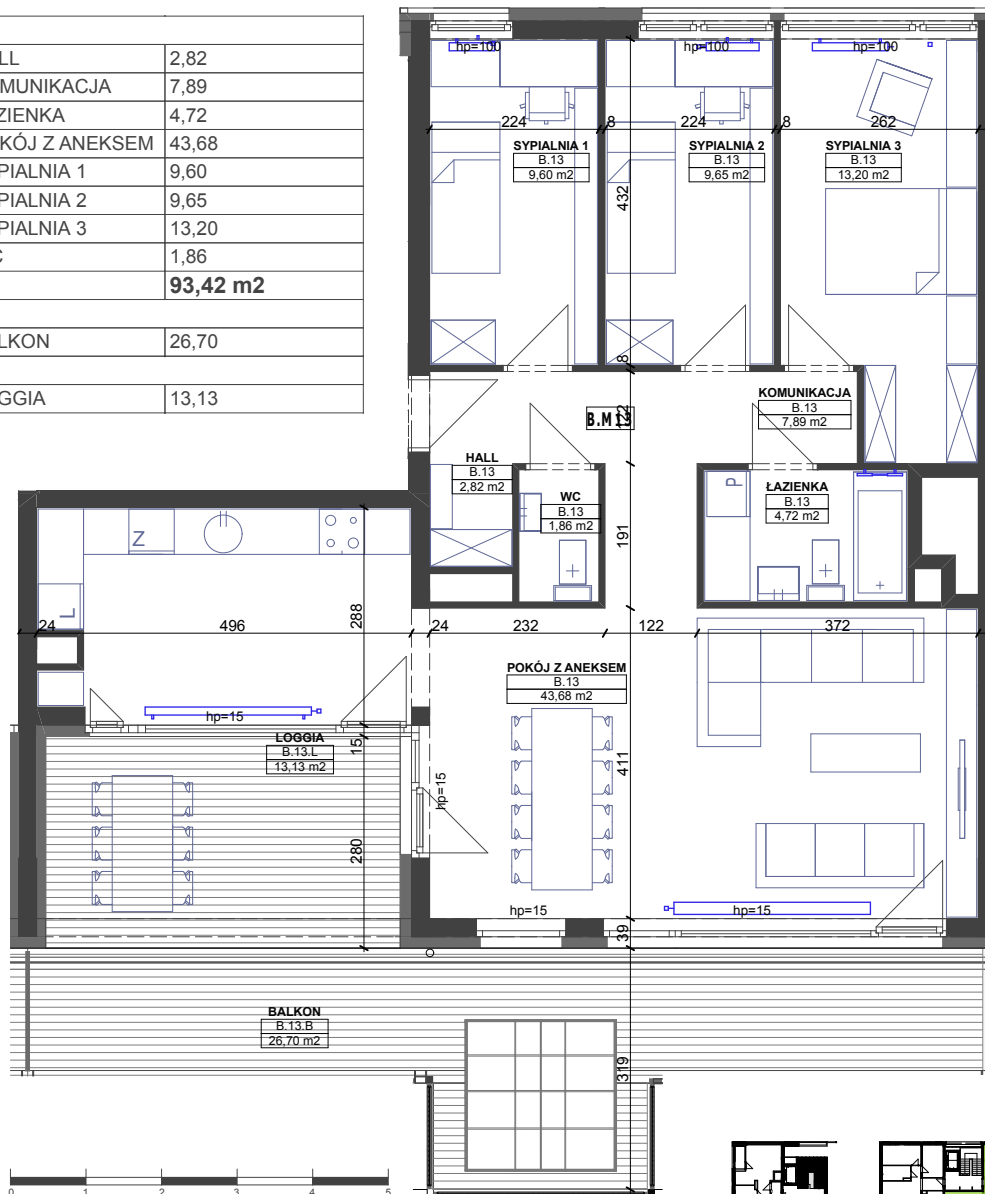 LL 2,82
MUNIKACJA 7,89
ZIENKA 4,72
KÓJ Z ANEKSEM 43,68
PIALNIA 1 9,60
PIALNIA 2 9,65
PIALNIA 3 13,20
C 1,86
93,42 m2
LKON 26,70
GGIA 13,13
hp=100
hp=100
hp=100
224
8
224
8
262
SYPIALNIA 1
B.13
9,60 m2
SYPIALNIA 2
B.13
9,65 m2
SYPIALNIA 3
B.13
13,20 m2
432
8
KOMUNIKACJA
B.13
7,89 m2
B.M 13
122
HALL
B.13
2,82 m2
WC
B.13
1,86 m2
ŁAZIENKA
B.13
4,72 m2
P
191
Z
L
288
24
496
24
232
122
372
POKÓJ Z ANEKSEM
B.13
43,68 m2
hp=15
LOGGIA
B.13.L
13,13 m2
15
hp=15
411
280
hp=15
hp=15
39
BALKON
B.13.B
26,70 m2
319
0 1 2 3 4 5